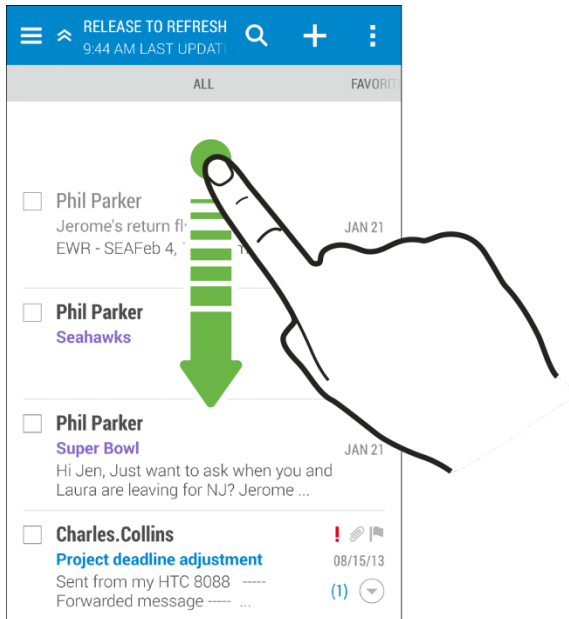 RELEASE TO REFRESH
9:44 AM LAST
ALL
Phil Parker
Jerome's return
JAN 21
EWR - SEAFeb 4,
Phil Parker
Seahawks
Phil Parker
Super Bowl
JAN 21
Hi Jen, Just want to ask when you and
Laura are leaving for NJ? Jerome ...
Charles.Collins
Project deadline adjustment
08/15/13
Sent from my HTC 8088 -----
(1)
Forwarded message ----- ...